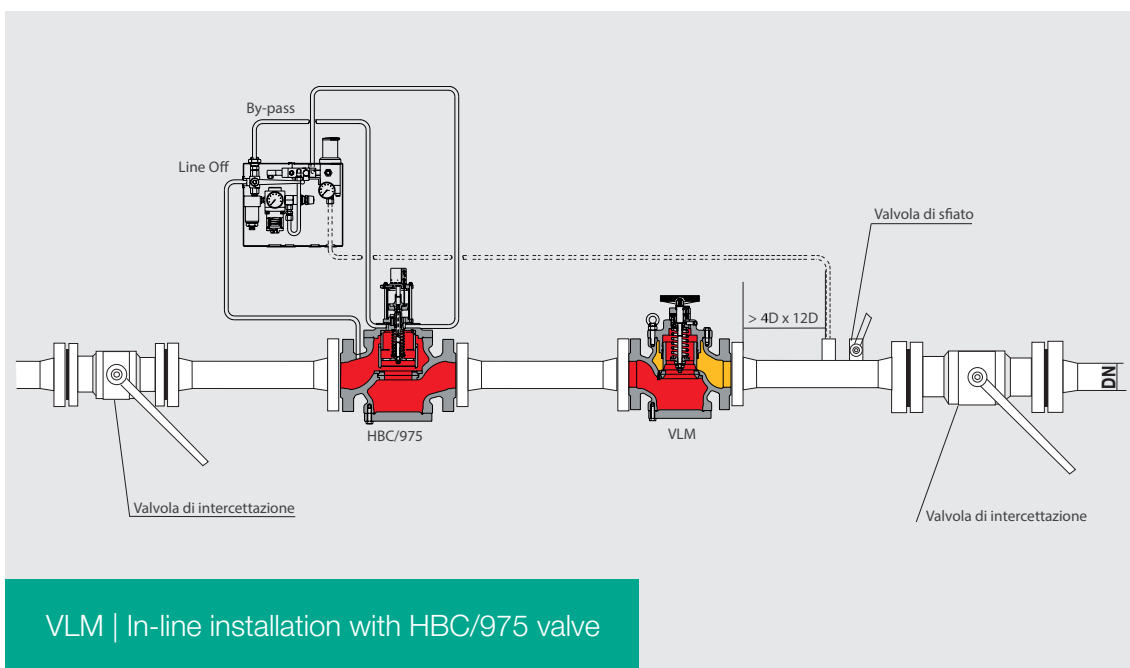 By-pass
Line Off
Valvola di sfiato
> 4D x 12D
DN
HBC/975
VLM
Valvola di intercettazione
Valvola di intercettazione
VLM | In-line installation with HBC/975 valve